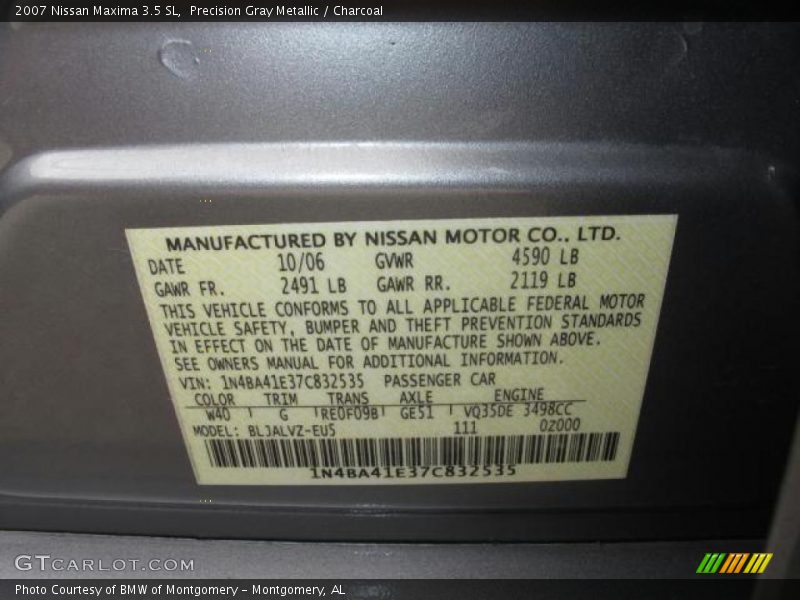 2007 Nissan Maxima 3.5 SL, Precision Gray Metallic / Charcoal
MANUFACTURED BY NISSAN MOTOR CO., LTD.
DATE 10/06 GVWR 4590 LB
GAWR FR. 2491 LB GAWR RR. 2119 LB
THIS VEHICLE CONFORMS TO ALL APPLICABLE FEDERAL MOTOR
VEHICLE SAFETY, BUMPER AND THEFT PREVENTION STANDARDS
IN EFFECT ON THE DATE OF MANUFACTURE SHOWN ABOVE.
SEE OWNERS MANUAL FOR ADDITIONAL INFORMATION.
VIN: 1N4BA41E37C832535 PASSENGER CAR
COLOR TRIM TRANS AXLE ENGINE
W40 G RE0F09B GE51 VQ35DE 3498CC
MODEL: BLJALVZ-EU5 111 0Z000
1N4BA41E37C832535
GTCARLOT.COM
Photo Courtesy of BMW of Montgomery – Montgomery, AL